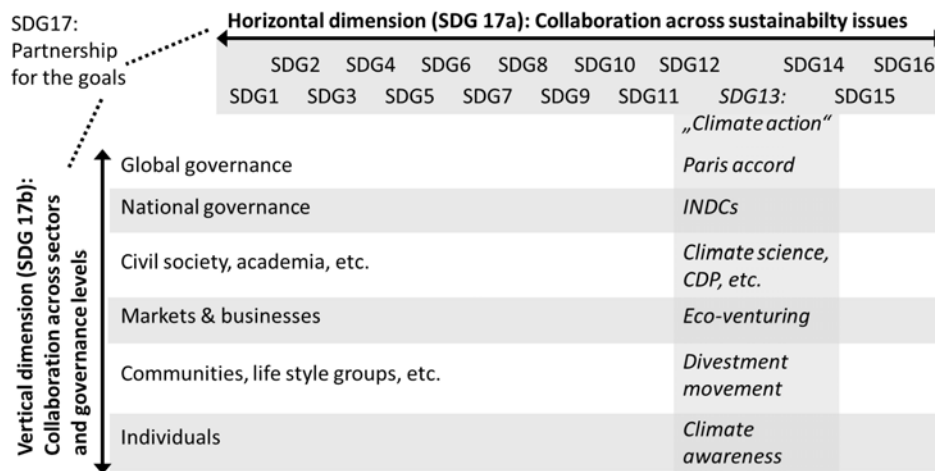 SDG17:
Partnership
for the goals
Horizontal dimension (SDG 17a): Collaboration across sustainabilty issues
SDG2 SDG4 SDG6 SDG8 SDG10 SDG12 SDG14 SDG16
SDG1 SDG3 SDG5 SDG7 SDG9 SDG11 SDG13: SDG15
„Climate action“
Vertical dimension (SDG 17b):
Collaboration across sectors
and governance levels
Global governance Paris accord
National governance INDCs
Civil society, academia, etc. Climate science,
CDP, etc.
Markets & businesses Eco-venturing
Communities, life style groups, etc. Divestment
movement
Individuals Climate
awareness